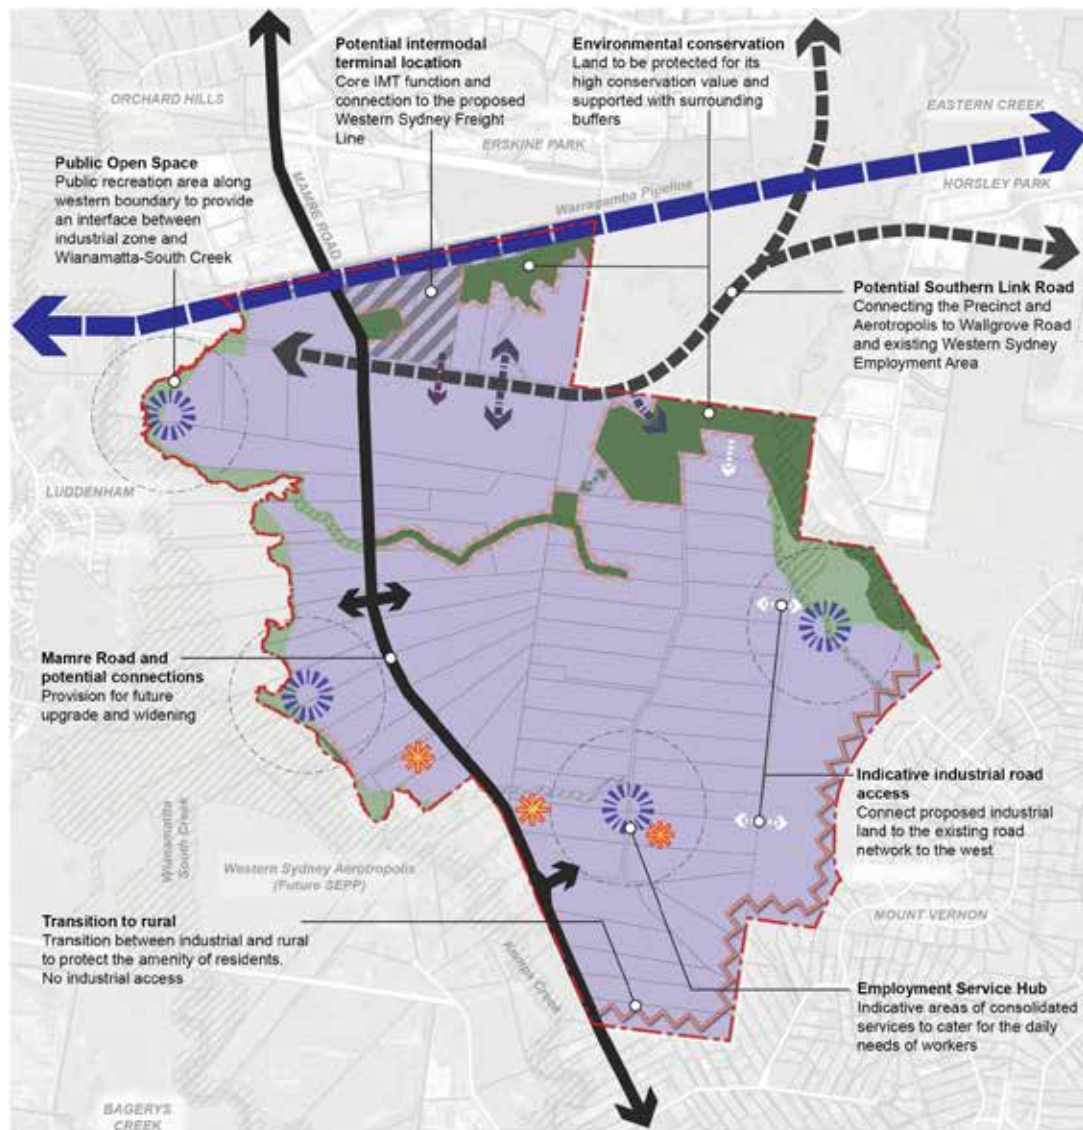 Potential intermodal
terminal location
Core IMT function and
connection to the proposed
Western Sydney Freight
Line
Environmental conservation
Land to be protected for its
high conservation value and
supported with surrounding
buffers
ORCHARD HILLS
ERSKINE PARK
EASTERN CREEK
HORSLEY PARK
Public Open Space
Public recreation area along
western boundary to provide
an interface between
industrial zone and
Wianamatta-South Creek
MAMRE ROAD
Warragamba Pipeline
Potential Southern Link Road
Connecting the Precinct and
Aerotropolis to Wallgrove Road
and existing Western Sydney
Employment Area
LUDDENHAM
Mamre Road and
potential connections
Provision for future
upgrade and widening
Indicative industrial road
access
Connect proposed industrial
land to the existing road
network to the west
Wianamatta
South Creek
Western Sydney Aerotropolis
(Future SEPP)
MOUNT VERNON
Transition to rural
Transition between industrial and rural
to protect the amenity of residents.
No industrial access
Kemps Creek
Employment Service Hub
Indicative areas of consolidated
services to cater for the daily
needs of workers
BAGERYS
CREEK